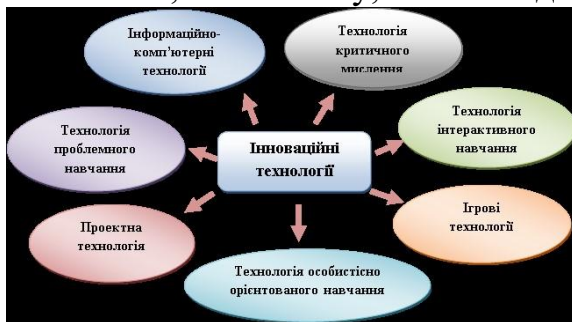 Інформаційно-
комп'ютерні
технології
Технологія
критичного
мислення
Технологія
проблемного
навчання
Інноваційні
технології
Технологія
інтерактивного
навчання
Проектна
технологія
Ігрові
технології
Технологія особистісно
орієнтованого навчання